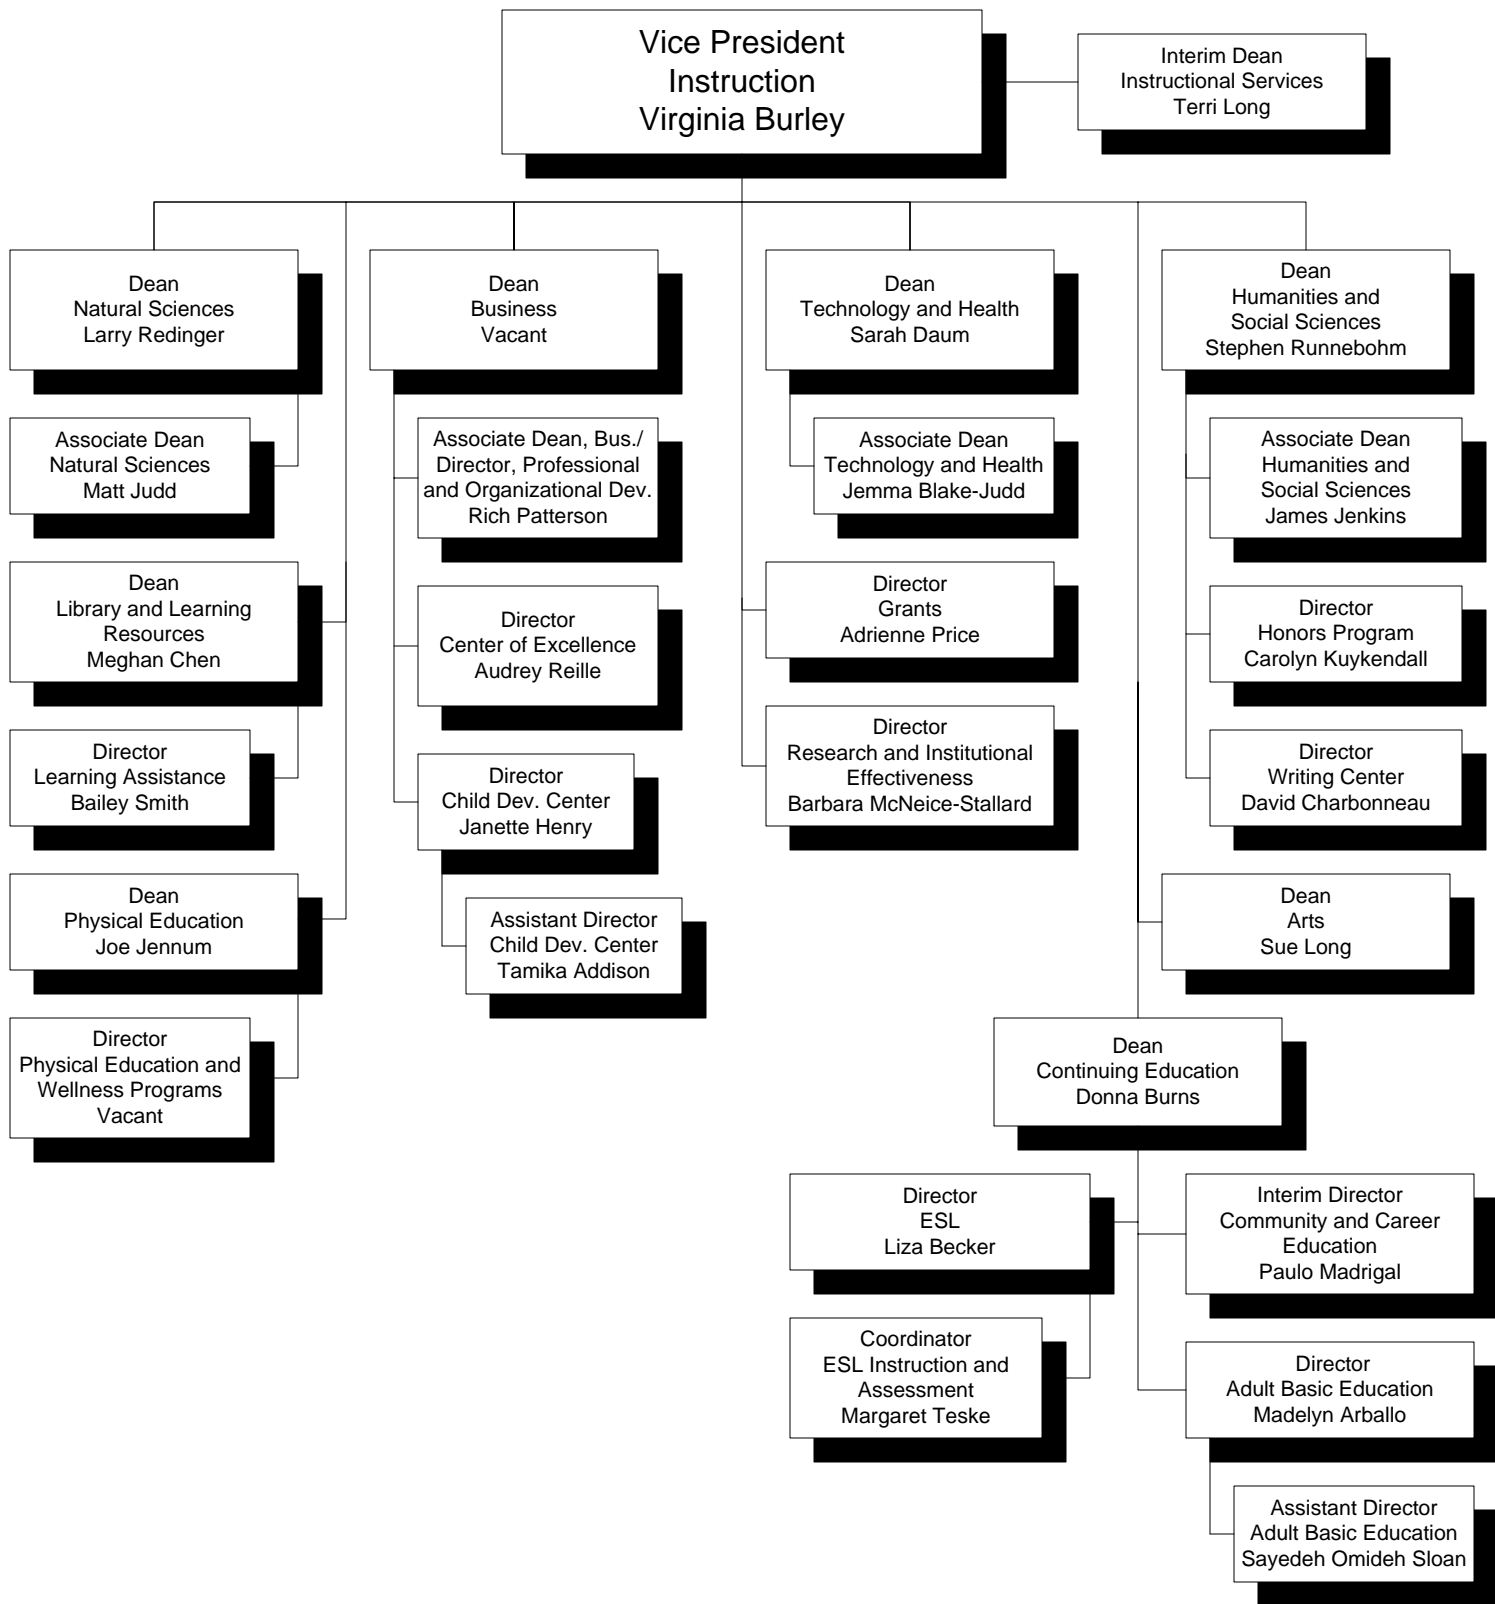 Vice President
Instruction
Virginia Burley
Interim Dean
Instructional Services
Terri Long
Dean
Natural Sciences
Larry Redinger
Dean
Business
Vacant
Dean
Technology and Health
Sarah Daum
Dean
Humanities and
Social Sciences
Stephen Runnebohm
Associate Dean
Natural Sciences
Matt Judd
Associate Dean, Bus./
Director, Professional
and Organizational Dev.
Rich Patterson
Associate Dean
Technology and Health
Jemma Blake-Judd
Associate Dean
Humanities and
Social Sciences
James Jenkins
Dean
Library and Learning
Resources
Meghan Chen
Director
Center of Excellence
Audrey Reille
Director
Grants
Adrienne Price
Director
Honors Program
Carolyn Kuykendall
Director
Learning Assistance
Bailey Smith
Director
Child Dev. Center
Janette Henry
Director
Research and Institutional
Effectiveness
Barbara McNeice-Stallard
Director
Writing Center
David Charbonneau
Dean
Physical Education
Joe Jennum
Assistant Director
Child Dev. Center
Tamika Addison
Dean
Arts
Sue Long
Director
Physical Education and
Wellness Programs
Vacant
Dean
Continuing Education
Donna Burns
Director
ESL
Liza Becker
Interim Director
Community and Career
Education
Paulo Madrigal
Coordinator
ESL Instruction and
Assessment
Margaret Teske
Director
Adult Basic Education
Madelyn Arballo
Assistant Director
Adult Basic Education
Sayedeh Omideh Sloan